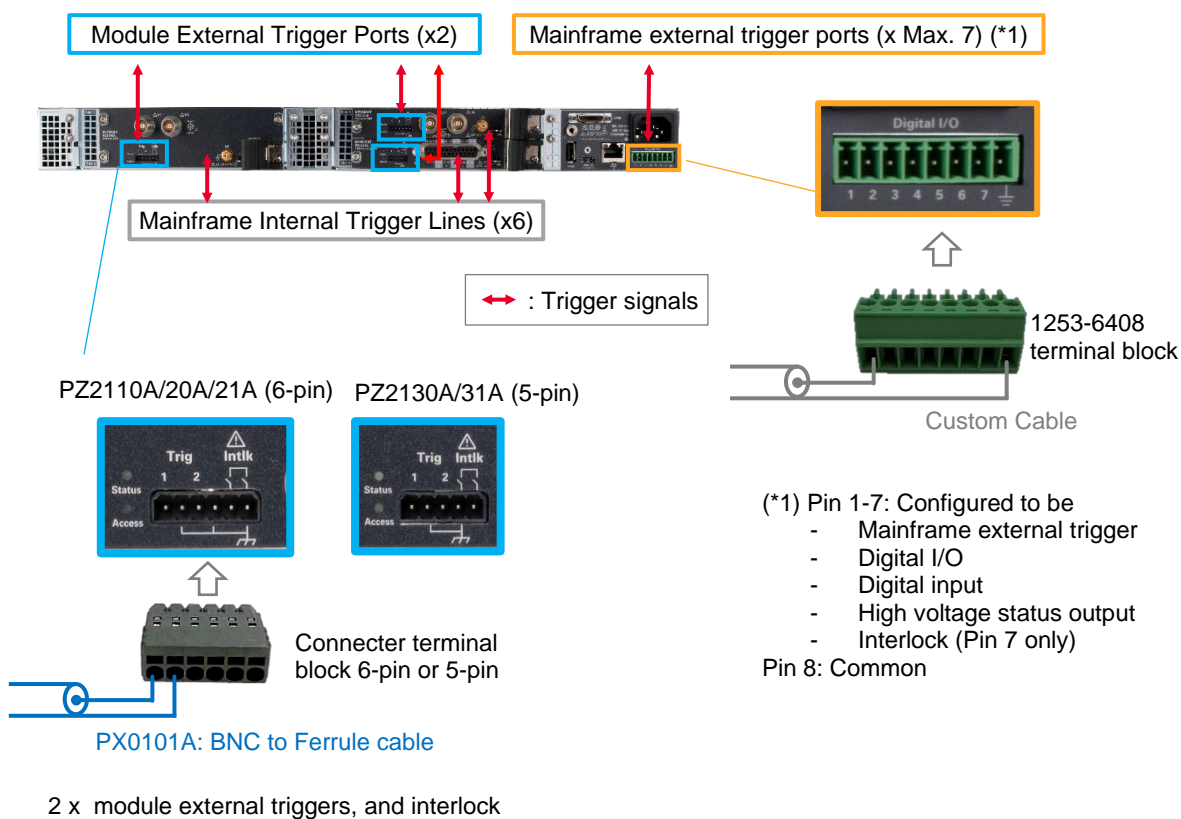 Module External Trigger Ports (x2)
Mainframe external trigger ports (x Max. 7) (*1)
Digital I/O
1 2 3 4 5 6 7
Mainframe Internal Trigger Lines (x6)
: Trigger signals
1253-6408
terminal block
Custom Cable
PZ2110A/20A/21A (6-pin)
PZ2130A/31A (5-pin)
Trig
Intlk
1 2
Status
Access
Trig
Intlk
1 2
Status
Access
Connecter terminal
block 6-pin or 5-pin
PX0101A: BNC to Ferrule cable
(*1) Pin 1-7: Configured to be
- Mainframe external trigger
- Digital I/O
- Digital input
- High voltage status output
- Interlock (Pin 7 only)
Pin 8: Common
2 x module external triggers, and interlock